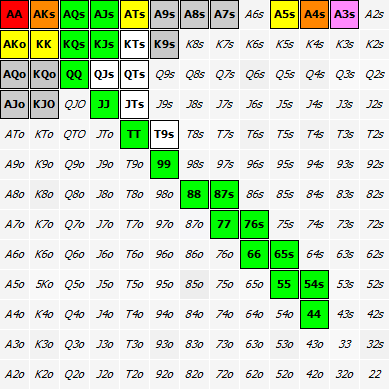 AA AKs AQs AJs ATs A9s A8s A7s A6s A5s A4s A3s A2s
AKo KK KQs KJs KTs K9s K8s K7s K6s K5s K4s K3s K2s
AQo KQo QQ QJs QTs Q9s Q8s Q7s Q6s Q5s Q4s Q3s Q2s
AJo KJO QJO JJ JTs J9s J8s J7s J6s J5s J4s J3s J2s
ATo KTo QTO JTo TT T9s T8s T7s T6s T5s T4s T3s T2s
A9o K9o Q9o J9o T9o 99 98s 97s 96s 95s 94s 93s 92s
A8o K8o Q8o J8o T8o 98o 88 87s 86s 85s 84s 83s 82s
A7o K7o Q7o J7o T7o 97o 87o 77 76s 75s 74s 73s 72s
A6o K6o Q6o J6o T6o 96o 86o 76o 66 65s 64s 63s 62s
A5o 5Ko Q5o J5o T5o 95o 85o 75o 65o 55 54s 53s 52s
A4o K4o Q4o J4o T4o 94o 84o 74o 64o 54o 44 43s 42s
A3o K3o Q3o J3o T3o 93o 83o 73o 63o 53o 43o 33 32s
A2o K2o Q2o J2o T2o 92o 82o 72o 62o 52o 42o 32o 22